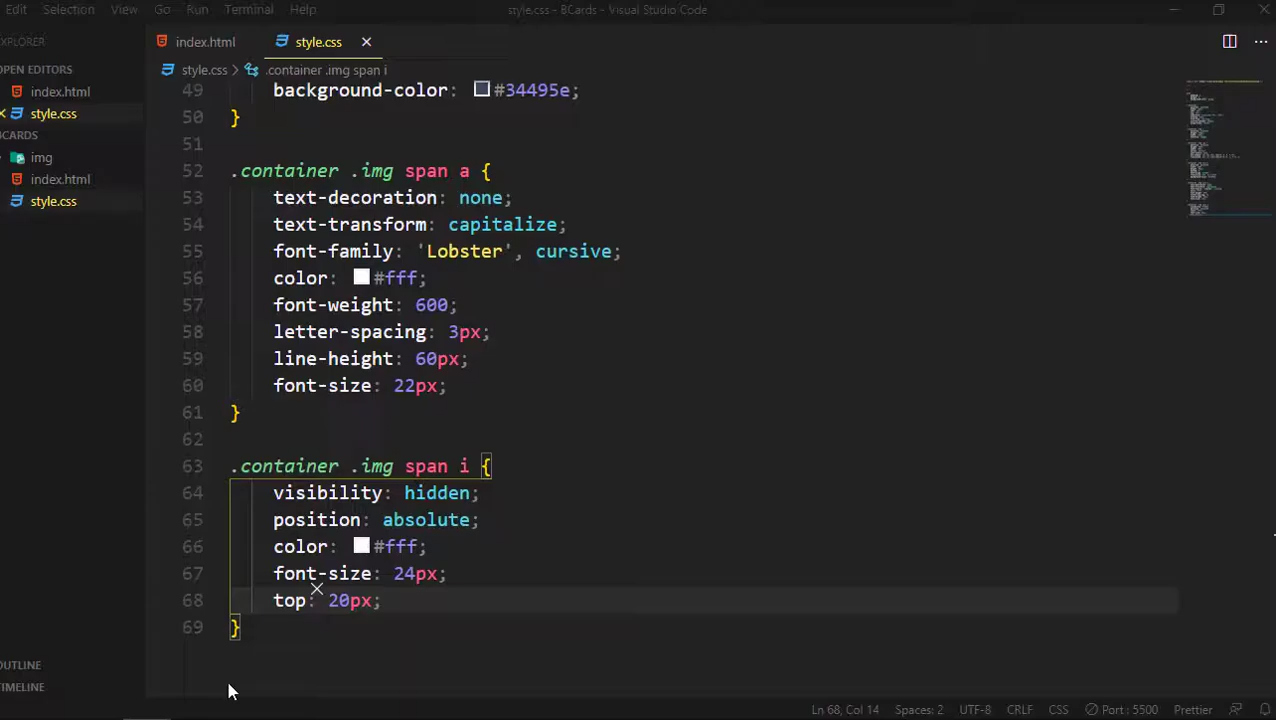 Edit Selection View Go Run Terminal Help style.css - BCards - Visual Studio Code
EXPLORER
OPEN EDITORS
index.html
style.css
BCARDS
img
index.html
style.css
OUTLINE
TIMELINE
index.html style.css
style.css > .container .img span i
49 background-color: #34495e;
50 }
51
52 .container .img span a {
53 text-decoration: none;
54 text-transform: capitalize;
55 font-family: 'Lobster', cursive;
56 color: #fff;
57 font-weight: 600;
58 letter-spacing: 3px;
59 line-height: 60px;
60 font-size: 22px;
61 }
62
63 .container .img span i {
64 visibility: hidden;
65 position: absolute;
66 color: #fff;
67 font-size: 24px;
68 top: 20px;
69 }
Ln 68, Col 14 Spaces: 2 UTF-8 CRLF CSS Port : 5500 Prettier